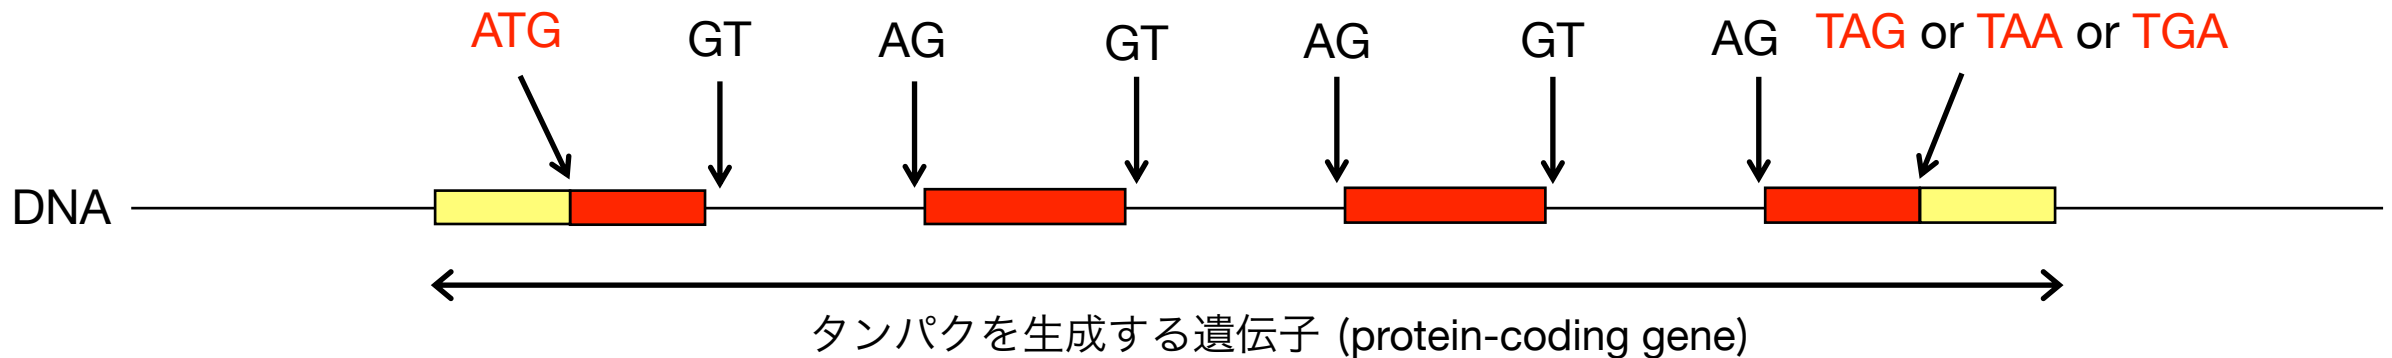 ATG GT AG GT AG GT AG TAG or TAA or TGA
DNA
タンパクを生成する遺伝子 (protein-coding gene)